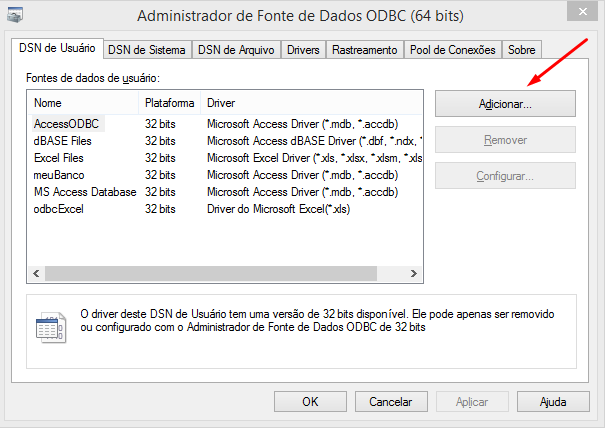 Administrador de Fonte de Dados ODBC (64 bits)
DSN de Usuário DSN de Sistema DSN de Arquivo Drivers Rastreamento Pool de Conexões Sobre
Fontes de dados de usuário:
Nome Plataforma Driver
AccessODBC 32 bits Microsoft Access Driver (*.mdb, *.accdb)
dBASE Files 32 bits Microsoft Access dBASE Driver (*.dbf, *.ndx, *
Excel Files 32 bits Microsoft Excel Driver (*.xls, *.xlsx, *.xlsm, *.xls
meuBanco 32 bits Microsoft Access Driver (*.mdb, *.accdb)
MS Access Database 32 bits Microsoft Access Driver (*.mdb, *.accdb)
odbcExcel 32 bits Driver do Microsoft Excel(*.xls)
Adicionar...
Remover
Configurar...
O driver deste DSN de Usuário tem uma versão de 32 bits disponível. Ele pode apenas ser removido
ou configurado com o Administrador de Fonte de Dados ODBC de 32 bits
OK Cancelar Aplicar Ajuda